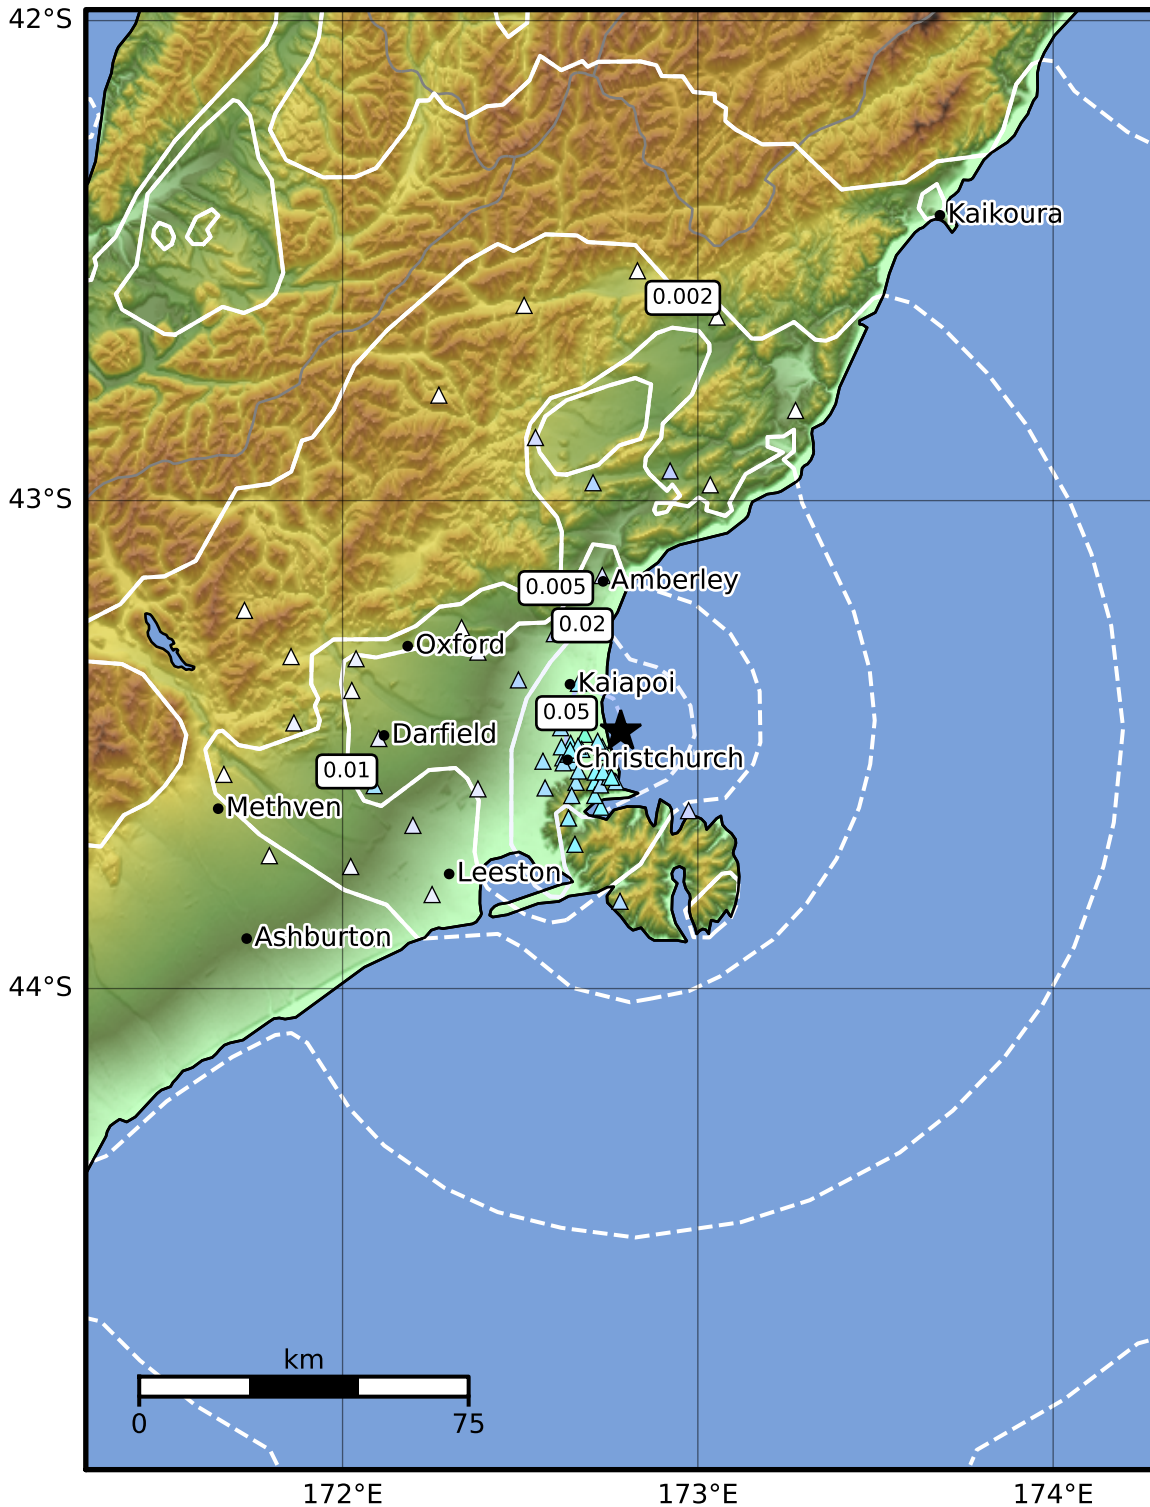 42°S
Kaikoura
0.002
43°S
Amberley
0.005
0.02
Oxford
Kaiapoi
0.05
Darfield
Christchurch
0.01
Methven
Leeston
Ashburton
44°S
km
0 75
172°E 173°E 174°E